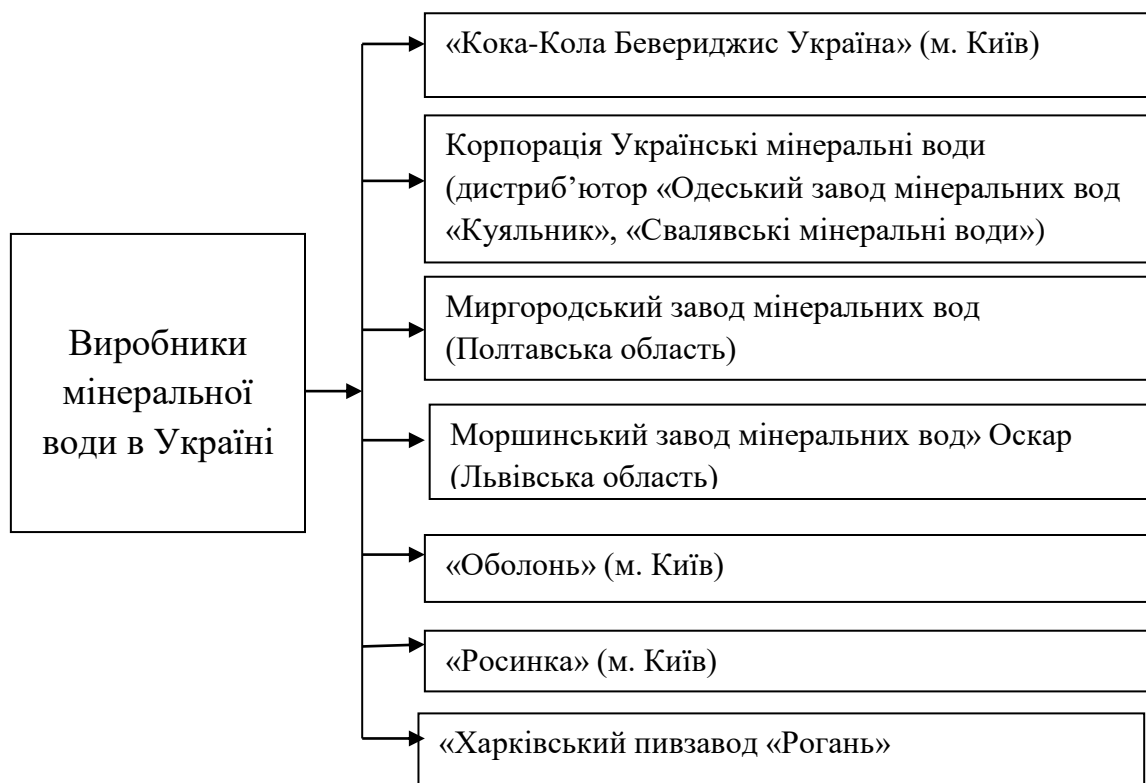 Виробники
мінеральної
води в Україні
«Кока-Кола Бевериджис Україна» (м. Київ)
Корпорація Українські мінеральні води
(дистриб’ютор «Одеський завод мінеральних вод
«Куяльник», «Свалявські мінеральні води»)
Миргородський завод мінеральних вод
(Полтавська область)
Моршинський завод мінеральних вод» Оскар
(Львівська область)
«Оболонь» (м. Київ)
«Росинка» (м. Київ)
«Харківський пивзавод «Рогань»